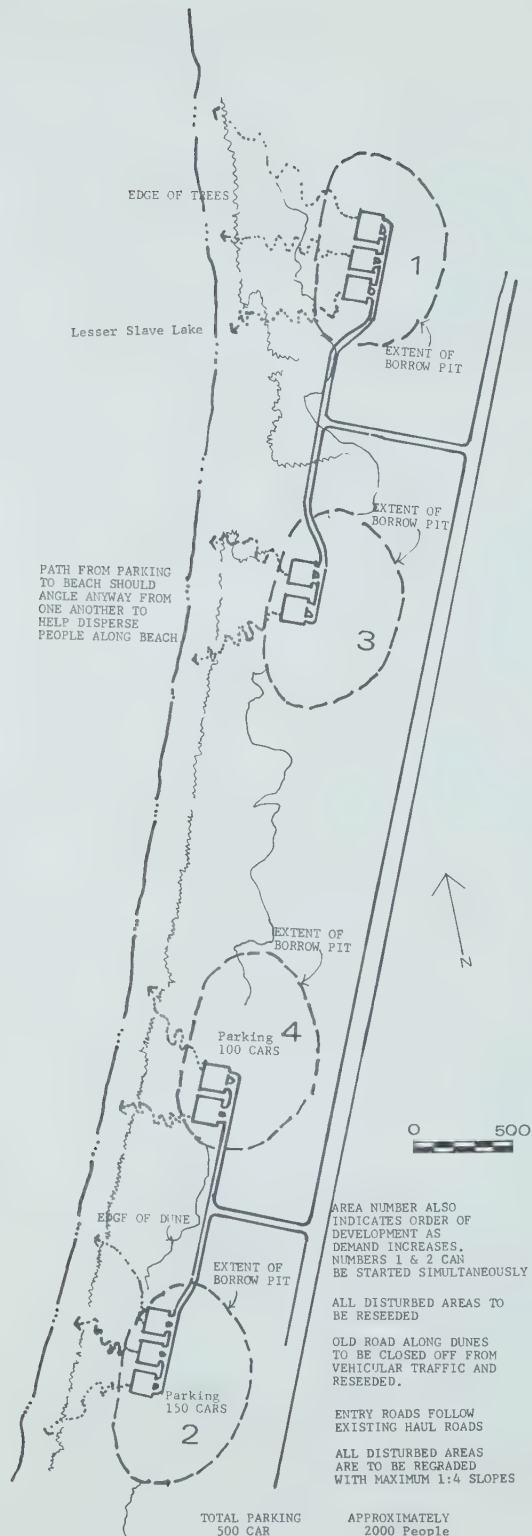 EDGE OF TREES
1
Lesser Slave Lake
EXTENT OF
BORROW PIT
EXTENT OF
BORROW PIT
PATH FROM PARKING
TO BEACH SHOULD
ANGLE ANYWAY FROM
ONE ANOTHER TO
HELP DISPERSE
PEOPLE ALONG BEACH
3
N
EXTENT OF
BORROW PIT
4
Parking
100 CARS
0 500
EDGE OF DUNE
AREA NUMBER ALSO
INDICATES ORDER OF
DEVELOPMENT AS
DEMAND INCREASES.
NUMBERS 1 & 2 CAN
BE STARTED SIMULTANEOUSLY
EXTENT OF
BORROW PIT
ALL DISTURBED AREAS TO
BE RESEEDED
OLD ROAD ALONG DUNES
TO BE CLOSED OFF FROM
VEHICULAR TRAFFIC AND
RESEEDED.
Parking
150 CARS
2
ENTRY ROADS FOLLOW
EXISTING HAUL ROADS
ALL DISTURBED AREAS
ARE TO BE REGRADED
WITH MAXIMUM 1:4 SLOPES
TOTAL PARKING
500 CAR
APPROXIMATELY
2000 People